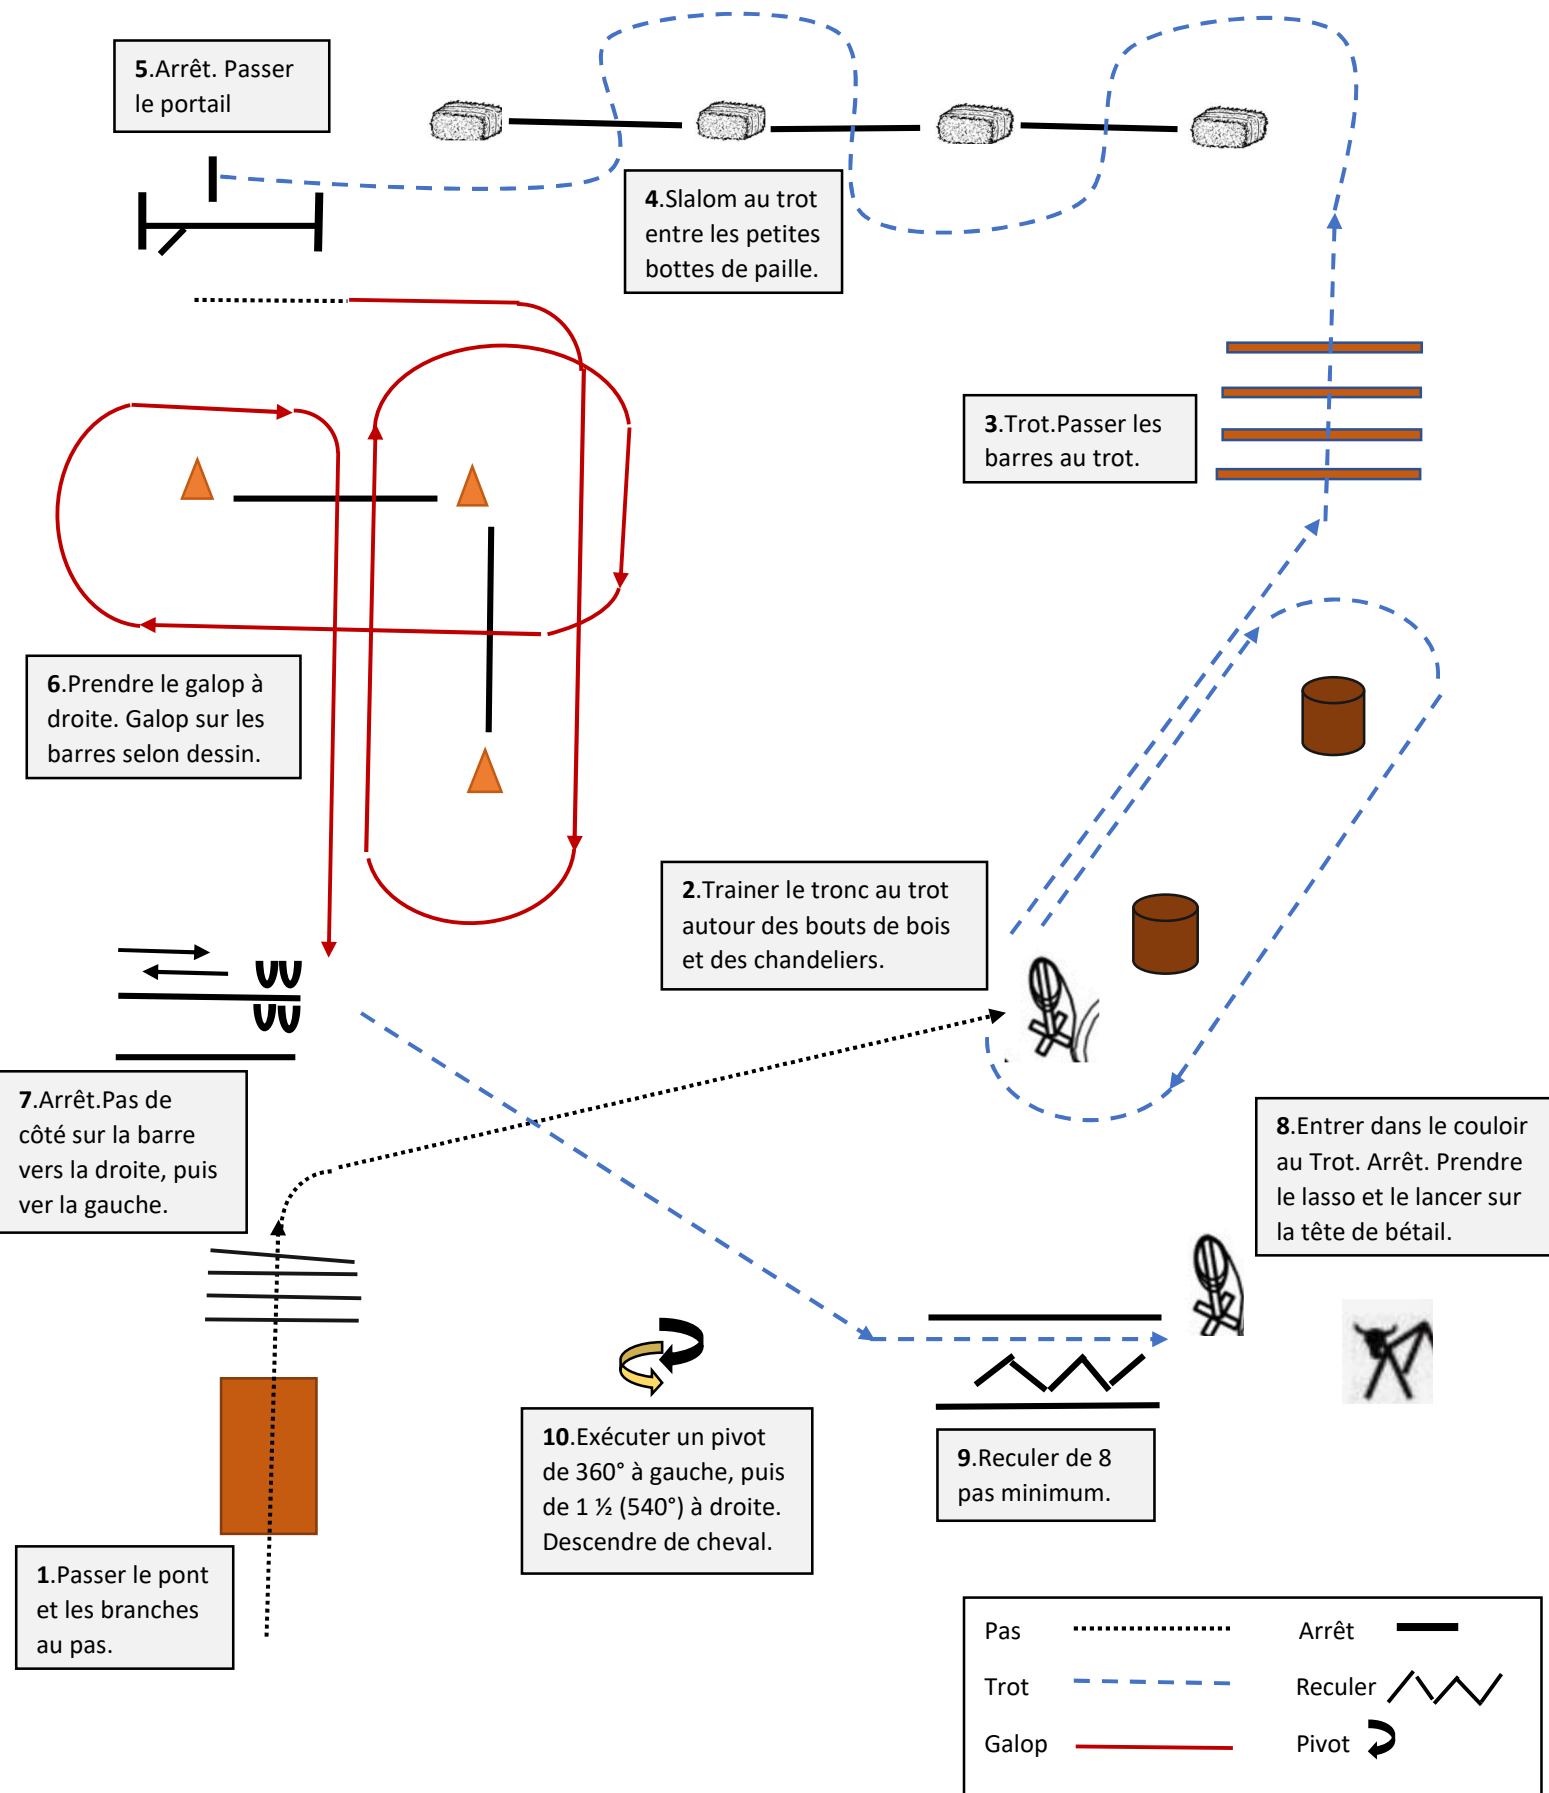 5.Arrêt. Passer
le portail
4.Slalom au trot
entre les petites
bottes de paille.
3.Trot.Passer les
barres au trot.
6.Prendre le galop à
droite. Galop sur les
barres selon dessin.
2.Trainer le tronc au trot
autour des bouts de bois
et des chandeliers.
7.Arrêt.Pas de
côté sur la barre
vers la droite, puis
ver la gauche.
8.Entrer dans le couloir
au Trot. Arrêt. Prendre
le lasso et le lancer sur
la tête de bétail.
10.Exécuter un pivot
de 360° à gauche, puis
de 1 ½ (540°) à droite.
Descendre de cheval.
9.Reculer de 8
pas minimum.
1.Passer le pont
et les branches
au pas.
Pas
Arrêt
Trot
Reculer
Galop
Pivot